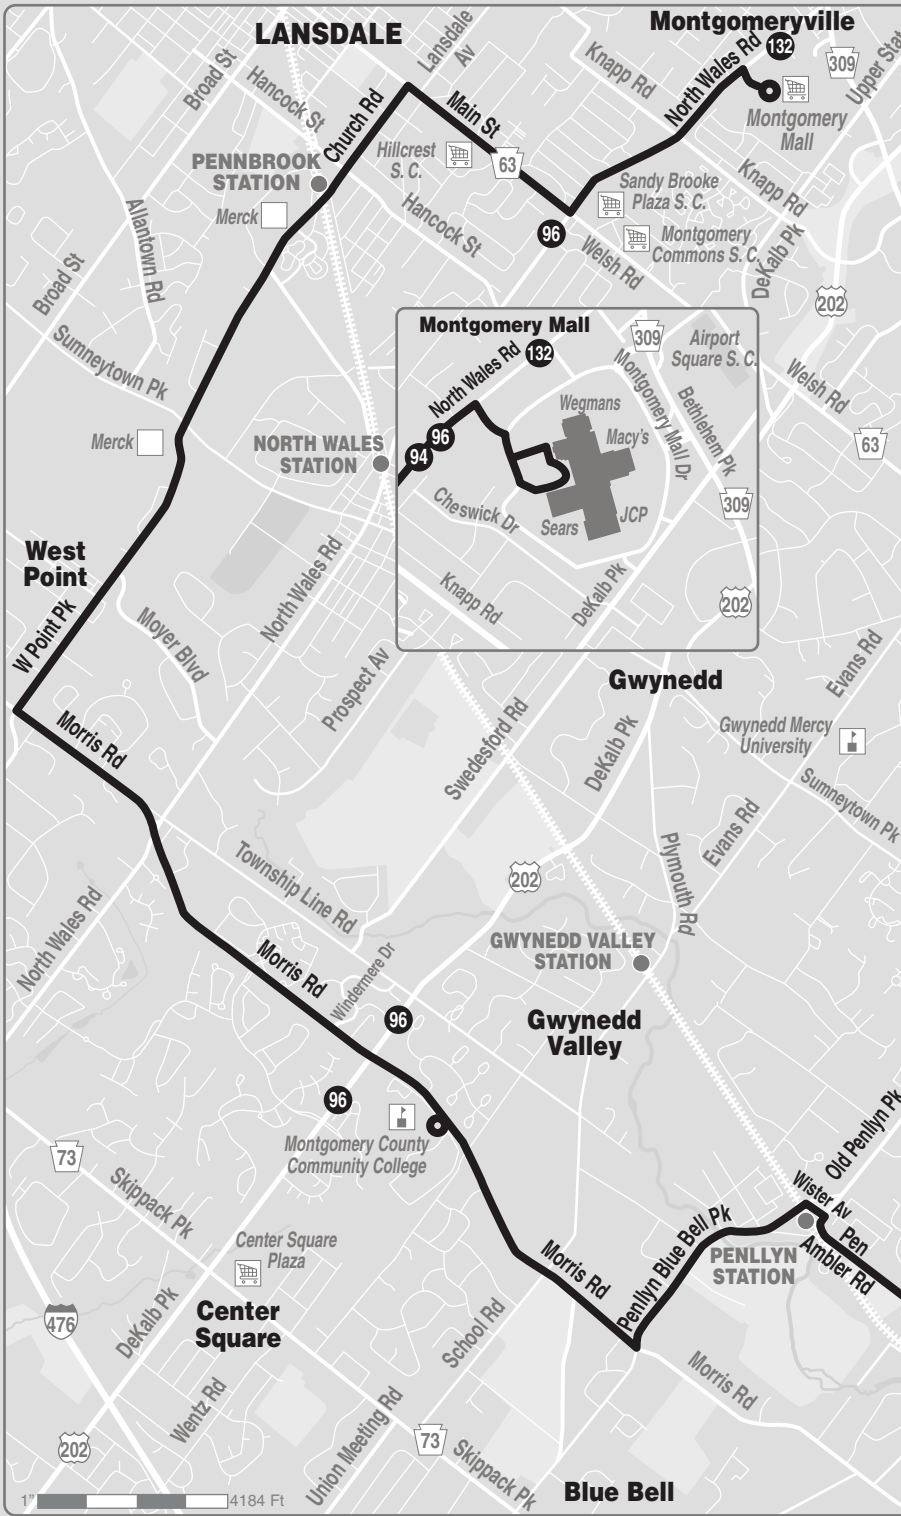 LANSDALE
Lansdale
Av
Montgomeryville
132
309
Upper Stat
Broad St
Hancock St
Church Rd
Main St
Knapp Rd
North Wales Rd
Montgomery
Mall
PENNBROOK
STATION
Hillcrest
S. C.
63
Sandy Brooke
Plaza S. C.
Knapp Rd
Merck
Allantown Rd
Hancock St
96
Montgomery
Commons S. C.
Welsh Rd
DeKalb Pk
Broad St
202
Sumneytown Pk
Montgomery Mall
309
Airport
Square S. C.
North Wales Rd
132
Montgomery Mall Dr
Welsh Rd
Wegmans
Bethlehem Pk
Merck
NORTH WALES
STATION
96
94
Macy's
63
Cheswick Dr
Sears
JCP
309
West
Point
North Wales Rd
Knapp Rd
DeKalb Pk
202
W Point Pk
Moyer Blvd
Prospect Av
Gwynedd
Evans Rd
Morris Rd
Swedesford Rd
DeKalb Pk
Gwynedd Mercy
University
Sumneytown Pk
Township Line Rd
202
Plymouth Rd
Evans Rd
North Wales Rd
Morris Rd
Windermere Dr
GWYNEDD VALLEY
STATION
96
Gwynedd
Valley
96
Montgomery County
Community College
73
Skippack Pk
Old Penllyn Pk
Wister Av
Center Square
Plaza
Morris Rd
Penllyn Blue Bell Pk
PENLLYN
STATION
Pen
Ambler Rd
476
DeKalb Pk
Center
Square
School Rd
Morris Rd
Wentz Rd
Union Meeting Rd
202
73
Skippack Pk
Blue Bell
1"
4184 Ft